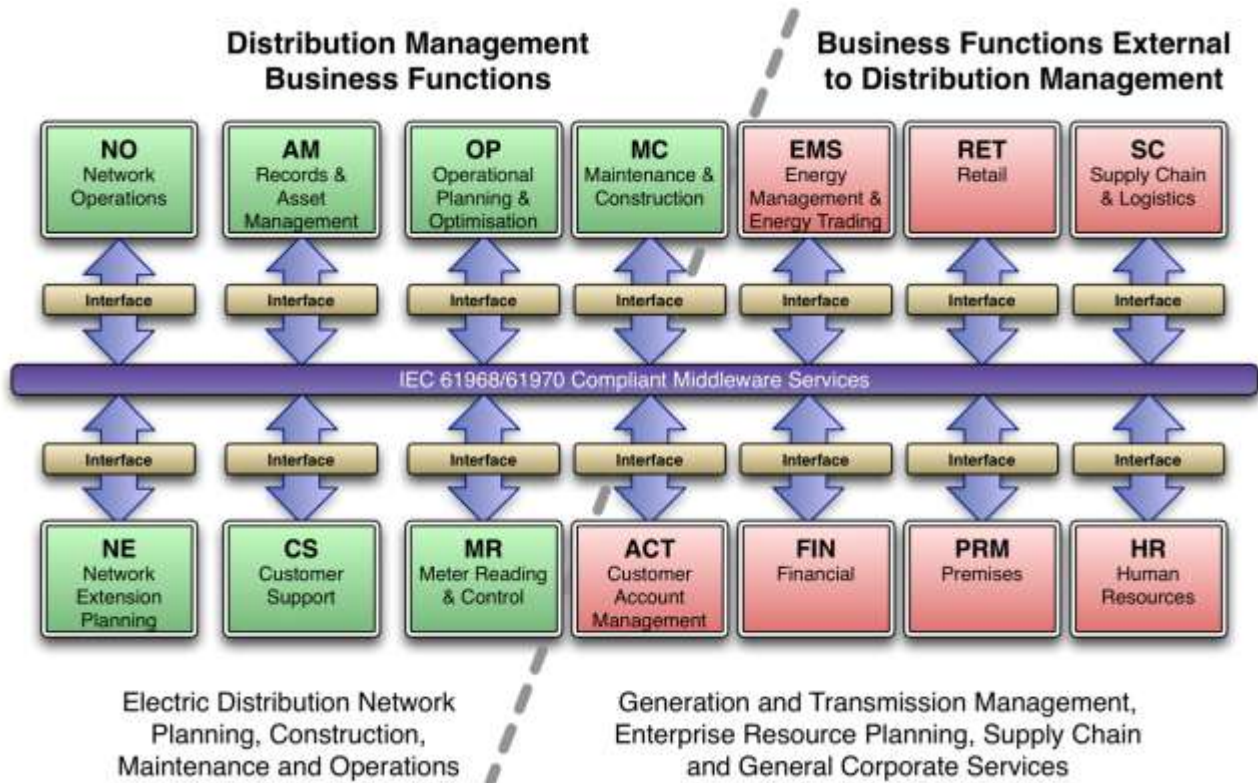 Distribution Management
Business Functions
Business Functions External
to Distribution Management
NO
Network
Operations
AM
Records &
Asset
Management
OP
Operational
Planning &
Optimisation
MC
Maintenance &
Construction
EMS
Energy
Management &
Energy Trading
RET
Retail
SC
Supply Chain
& Logistics
Interface
Interface
Interface
Interface
Interface
Interface
Interface
IEC 61968/61970 Compliant Middleware Services
Interface
Interface
Interface
Interface
Interface
Interface
Interface
NE
Network
Extension
Planning
CS
Customer
Support
MR
Meter Reading
& Control
ACT
Customer
Account
Management
FIN
Financial
PRM
Premises
HR
Human
Resources
Electric Distribution Network
Planning, Construction,
Maintenance and Operations
Generation and Transmission Management,
Enterprise Resource Planning, Supply Chain
and General Corporate Services